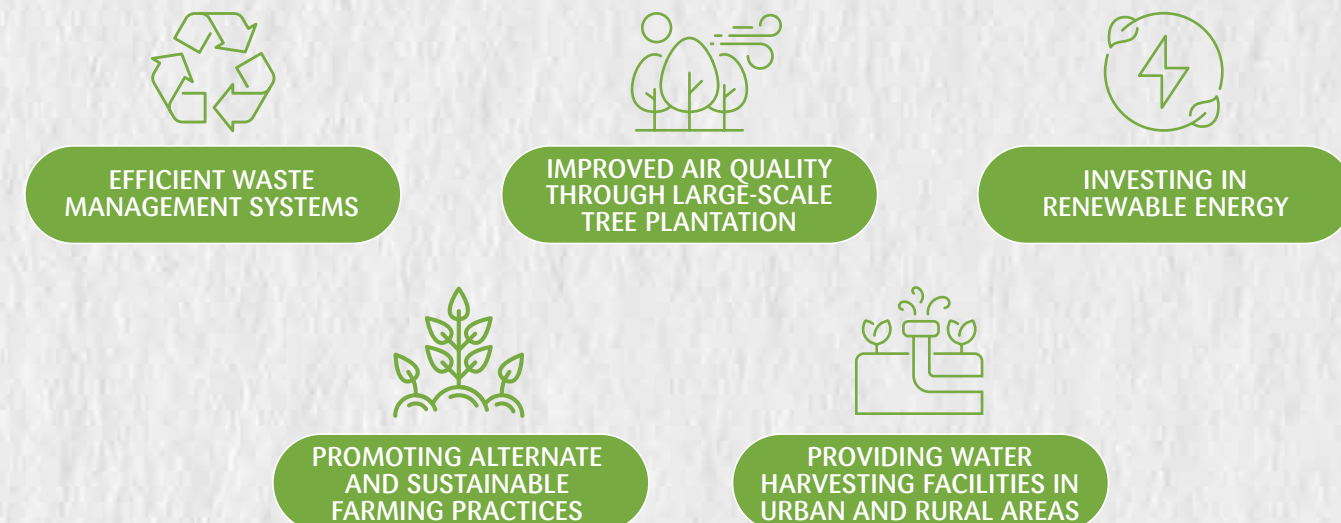 EFFICIENT WASTE
MANAGEMENT SYSTEMS
IMPROVED AIR QUALITY
THROUGH LARGE-SCALE
TREE PLANTATION
INVESTING IN
RENEWABLE ENERGY
PROMOTING ALTERNATE
AND SUSTAINABLE
FARMING PRACTICES
PROVIDING WATER
HARVESTING FACILITIES IN
URBAN AND RURAL AREAS